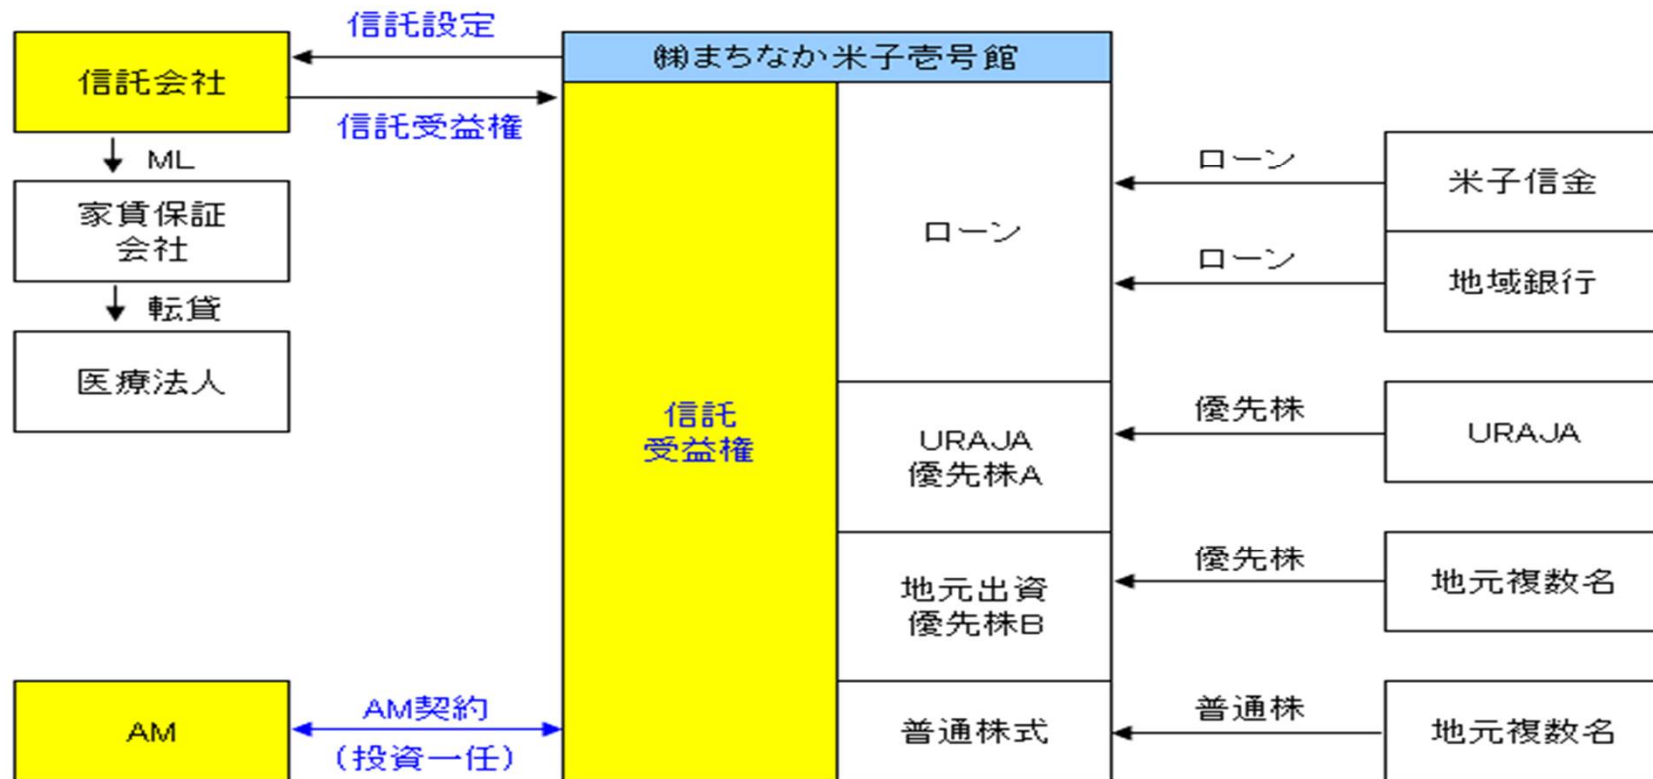 信託設定
㈱まちなか米子壱号館
信託会社
信託受益権
ML
家賃保証
会社
転貸
医療法人
信託
受益権
ローン
URAJA
優先株A
地元出資
優先株B
普通株式
ローン
米子信金
ローン
地域銀行
優先株
URAJA
優先株
地元複数名
普通株
地元複数名
AM
AM契約
(投資一任)